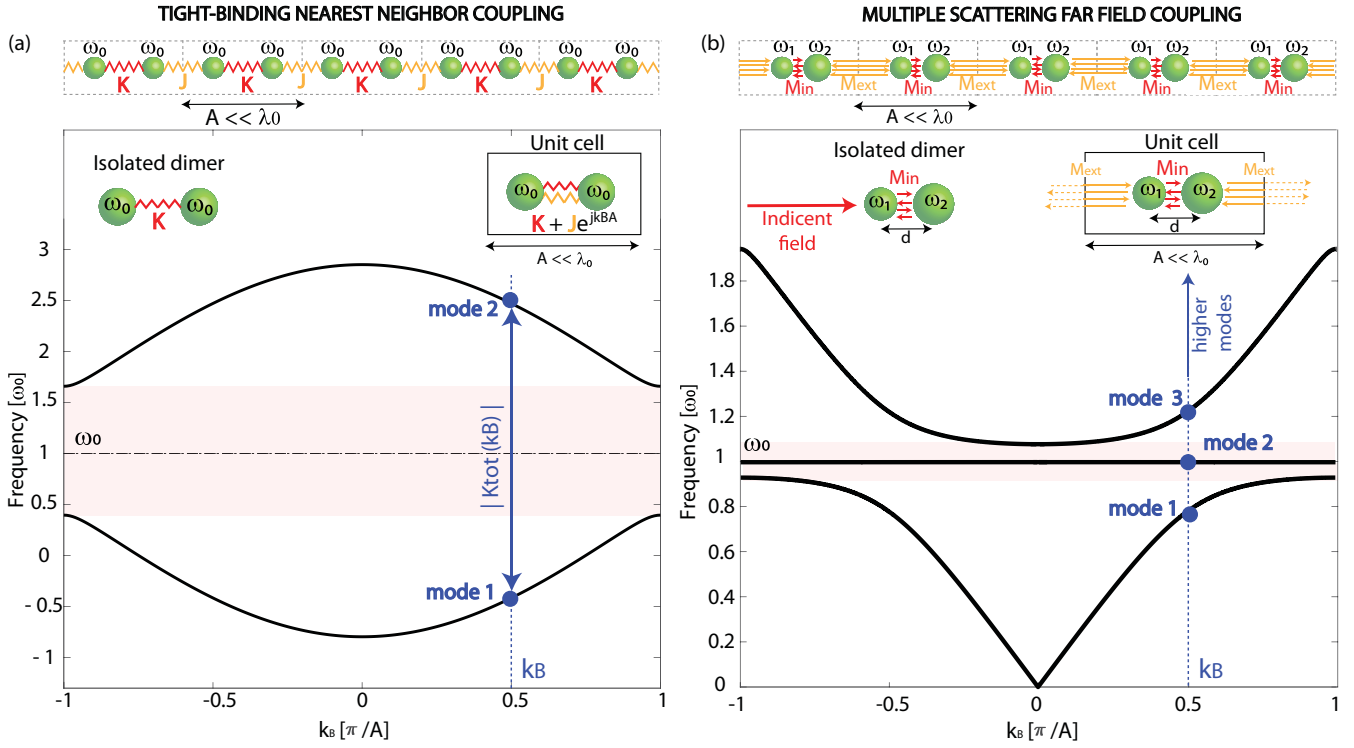 TIGHT-BINDING NEAREST NEIGHBOR COUPLING
(a)
ω₀ ω₀ ω₀ ω₀ ω₀ ω₀ ω₀ ω₀ ω₀ ω₀
K J K J K J K J K
A << λ0
Isolated dimer
ω₀ ω₀
K
Unit cell
ω₀ ω₀
K + Je^jkBA
A << λ₀
Frequency [ω₀]
3
2.5
2
1.5
1
0.5
0
- 0.5
- 1
ω₀
mode 2
| Ktot (kB) |
mode 1
kB
-1 -0.5 0 0.5 1
kB [π /A]
MULTIPLE SCATTERING FAR FIELD COUPLING
(b)
ω₁ ω₂ ω₁ ω₂ ω₁ ω₂ ω₁ ω₂ ω₁ ω₂
Min Mext Min Mext Min Mext Min Mext Min
A << λ0
Isolated dimer
Min
ω₁ ω₂
Indicent
field
d
Unit cell
Mext Min Mext
ω₁ ω₂
d
A << λ₀
Frequency [ω₀]
1.8
1.6
1.4
1.2
1
0.8
0.6
0.4
0.2
0
ω₀
higher
modes
mode 3
mode 2
mode 1
kB
-1 -0.5 0 0.5 1
kB [π /A]